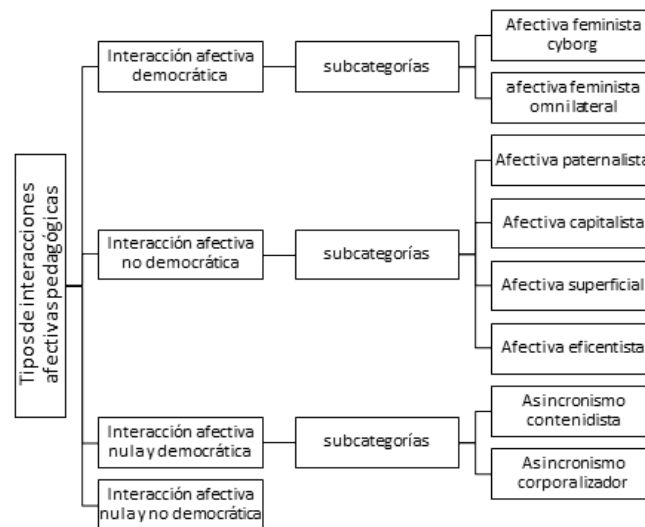 Tipos de interacciones
afectivas pedagógicas
Interacción afectiva
democrática
subcategorías
Afectiva feminista
cyborg
afectiva feminista
omnilateral
Interacción afectiva
no democrática
subcategorías
Afectiva paternalista
Afectiva capitalista
Afectiva superficial
Afectiva eficentista
Interacción afectiva
nula y democrática
subcategorías
Asincronismo
contenidista
Asincronismo
corporalizador
Interacción afectiva
nula y no democrática